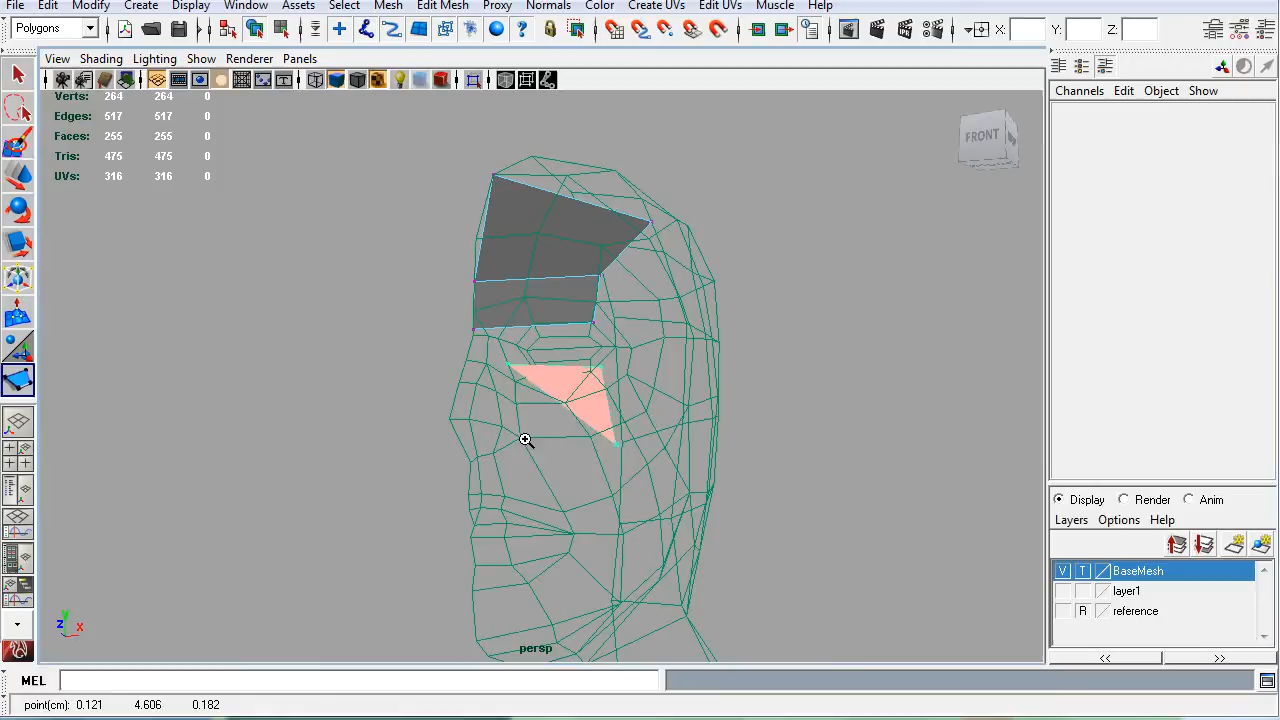 File Edit Modify Create Display Window Assets Select Mesh Edit Mesh Proxy Normals Color Create UVs Edit UVs Muscle Help
Polygons X: Y: Z:
View Shading Lighting Show Renderer Panels
Channels Edit Object Show
Verts: 264 264 0
Edges: 517 517 0
Faces: 255 255 0
Tris: 475 475 0
UVs: 316 316 0
FRONT
Display Render Anim
Layers Options Help
V T BaseMesh
layer1
R reference
y
z x
persp
<< >>
MEL
point(cm): 0.121 4.606 0.182